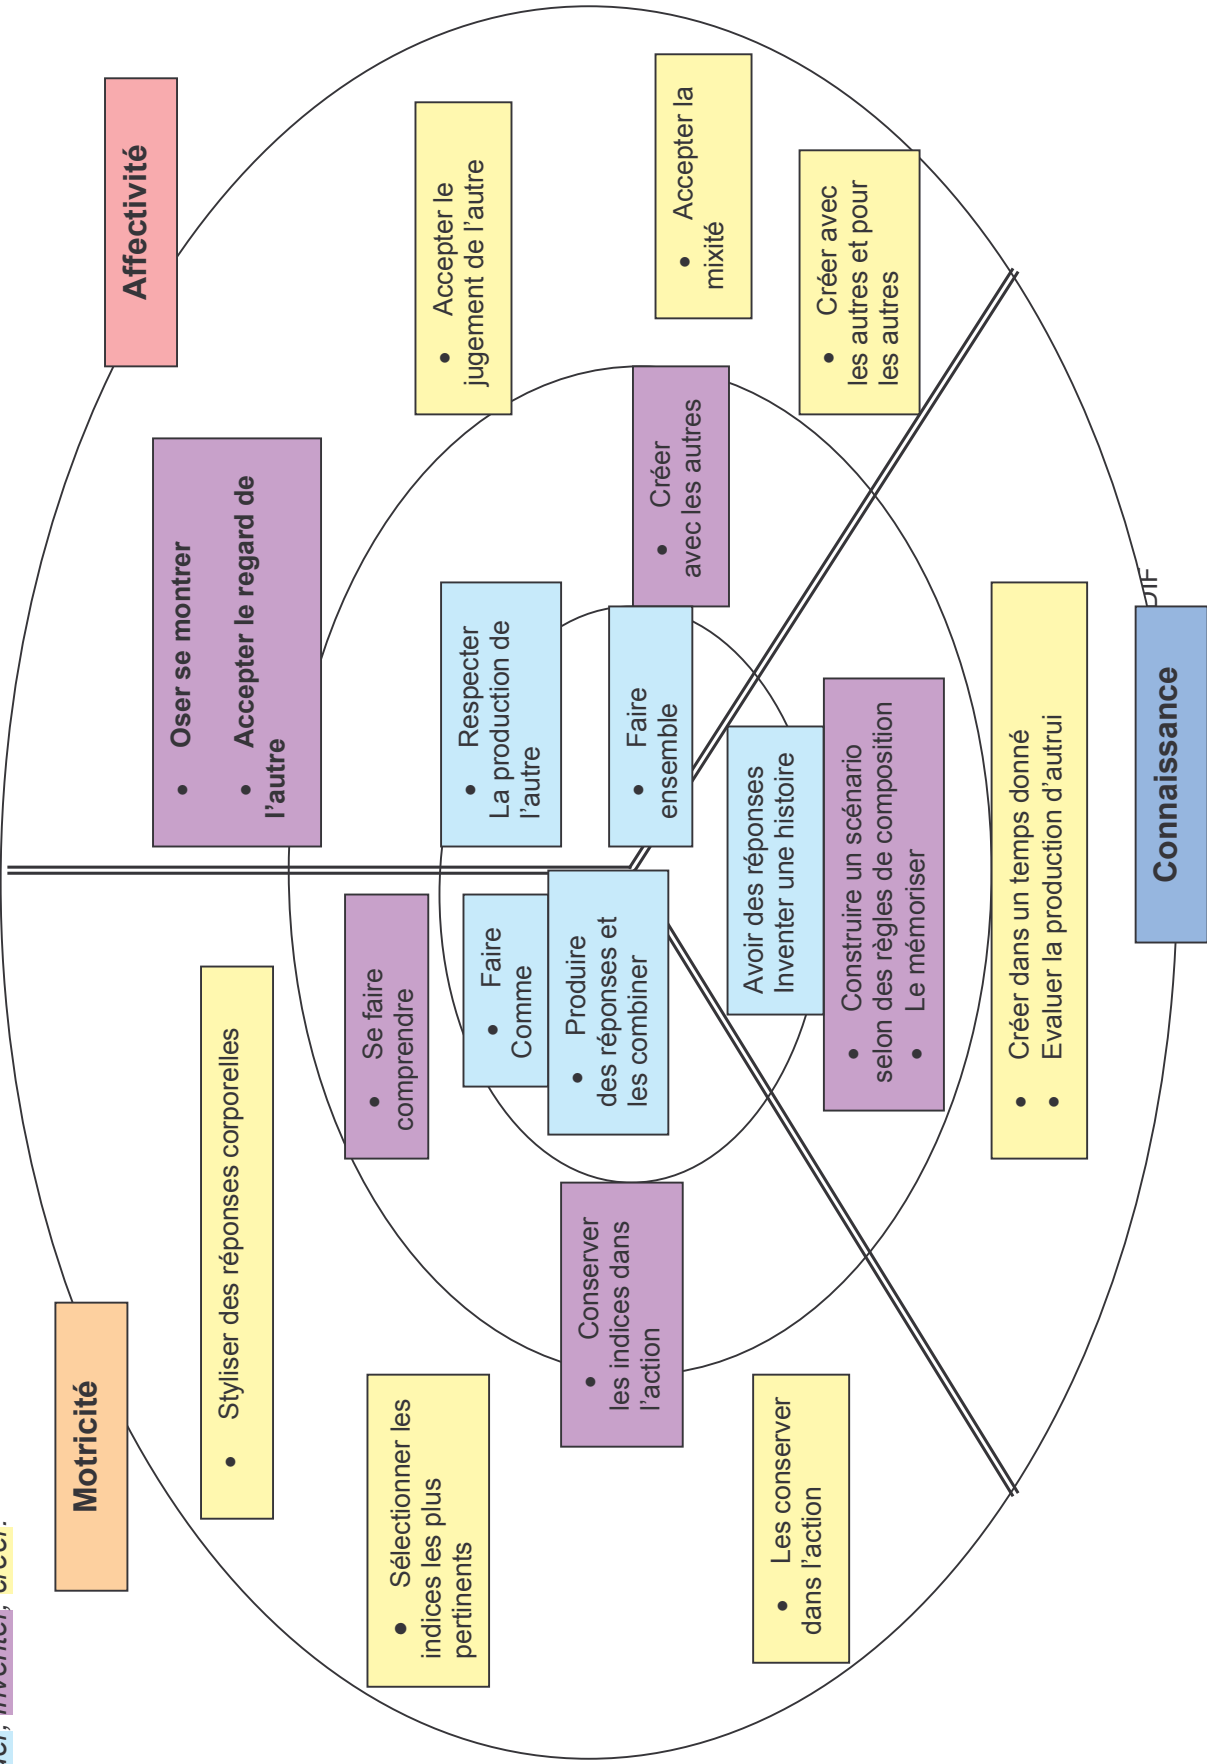 inventer, créer.
Motricité
Affectivité
• Oser se montrer
• Accepter le regard de
l'autre
• Styliser des réponses corporelles
• Se faire
comprendre
• Sélectionner les
indices les plus
pertinents
• Accepter le
jugement de l'autre
• Respecter
La production de
l'autre
• Faire
Comme
• Produire
des réponses et
les combiner
• Conserver
les indices dans
l'action
• Faire
ensemble
• Créer
avec les autres
• Accepter la
mixité
Avoir des réponses
Inventer une histoire
• Les conserver
dans l'action
• Créer avec
les autres et pour
les autres
• Construire un scénario
selon des règles de composition
• Le mémoriser
• Créer dans un temps donné
• Evaluer la production d'autrui
Connaissance